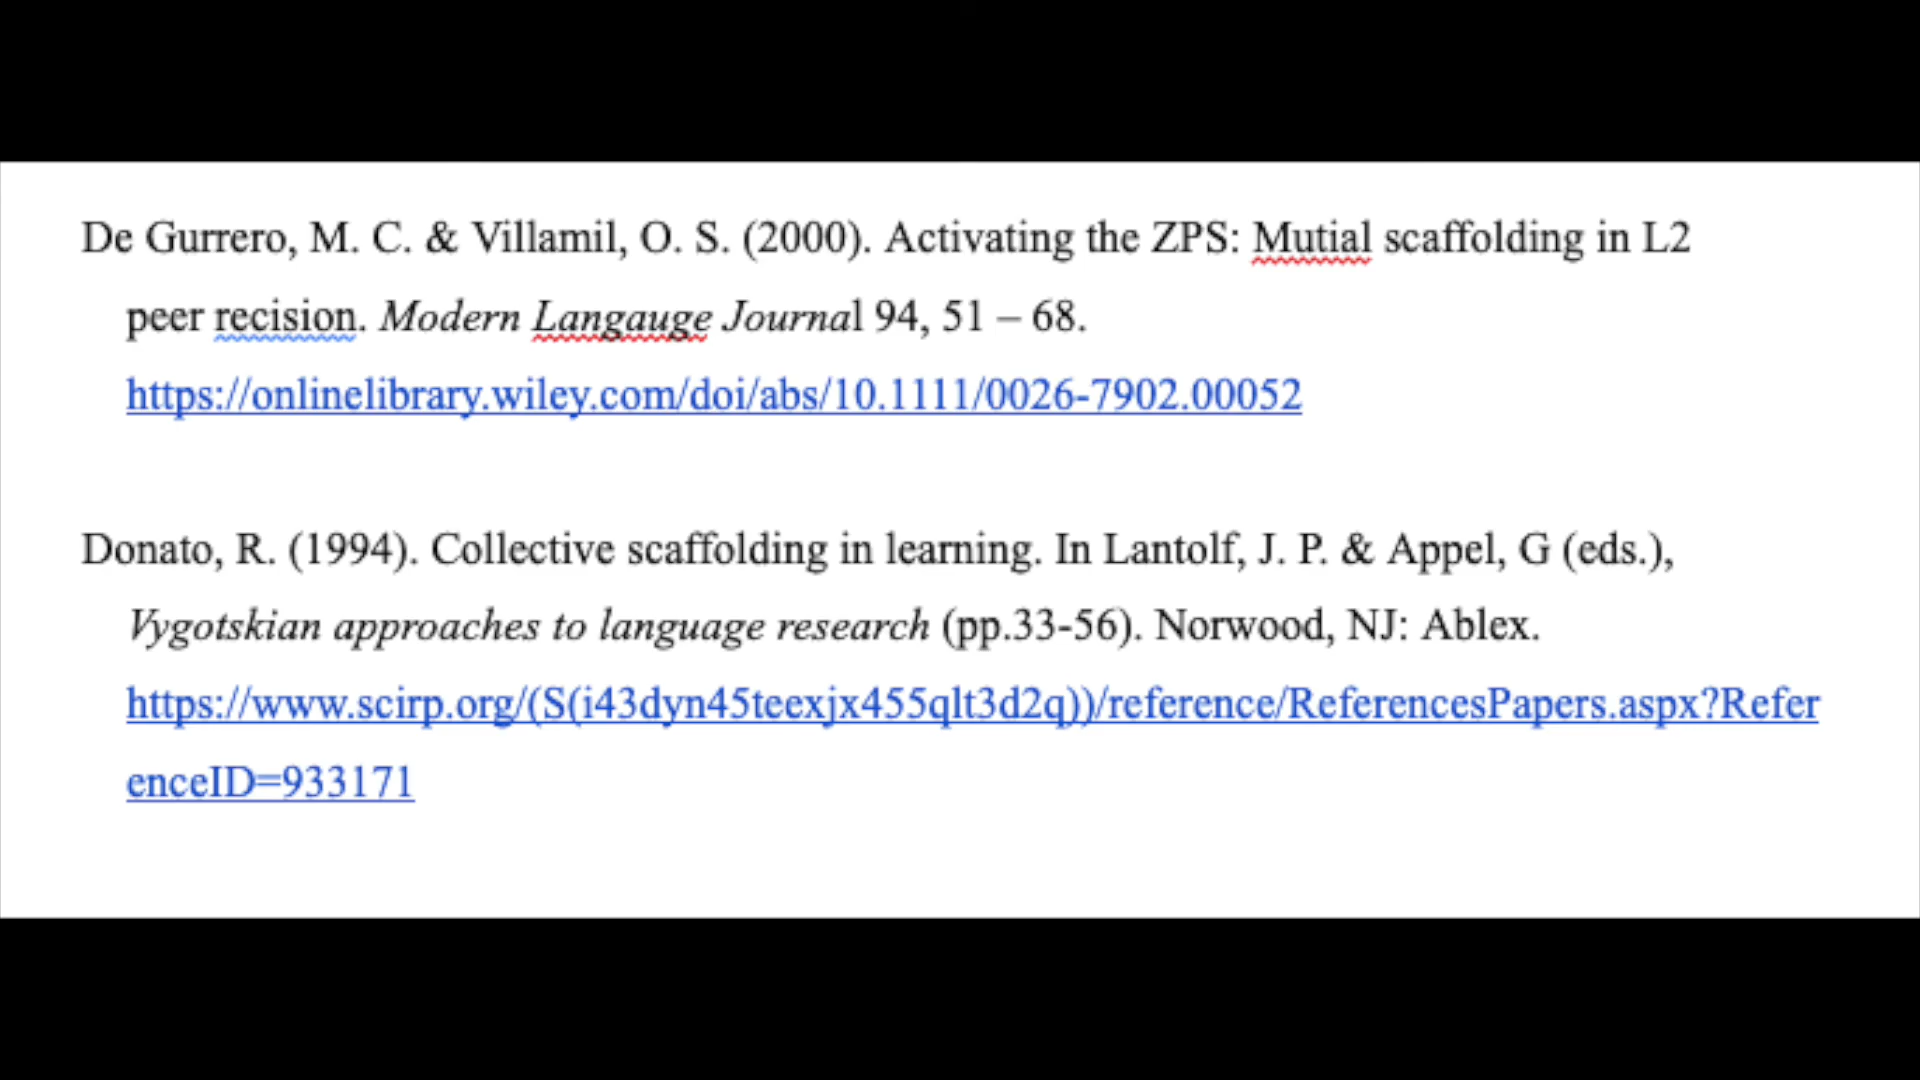 De Gurrero, M. C. & Villamil, O. S. (2000). Activating the ZPS: Mutial scaffolding in L2
peer recision. Modern Langauge Journal 94, 51 – 68.
https://onlinelibrary.wiley.com/doi/abs/10.1111/0026-7902.00052
Donato, R. (1994). Collective scaffolding in learning. In Lantolf, J. P. & Appel, G (eds.),
Vygotskian approaches to language research (pp.33-56). Norwood, NJ: Ablex.
https://www.scirp.org/(S(i43dyn45teexjx455qlt3d2q))/reference/ReferencesPapers.aspx?Refer
enceID=933171